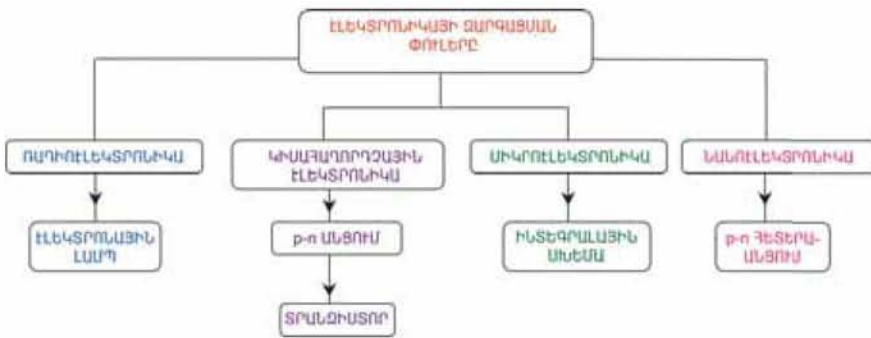 ԷԼԵԿՏՐՈՆԻԿԱՅԻ ԶԱՐԳԱՑՄԱՆ
ՓՈՒԼԵՐԸ
ՌԱԴԻՈԷԼԵԿՏՐՈՆԻԿԱ
ԿԻՍԱՀԱՂՈՐԴՉԱՅԻՆ
ԷԼԵԿՏՐՈՆԻԿԱ
ՄԻԿՐՈԷԼԵԿՏՐՈՆԻԿԱ
ՆԱՆՈԷԼԵԿՏՐՈՆԻԿԱ
ԷԼԵԿՏՐՈՆԱՅԻՆ
ԼԱՄՊ
p-n ԱՆՑՈՒՄ
ԻՆՏԵԳՐԱԼԱՅԻՆ
ՍԽԵՄԱ
p-n ՀԵՏԵՐԱ-
ԱՆՑՈՒՄ
ՏՐԱՆԶԻՍՏՈՐ